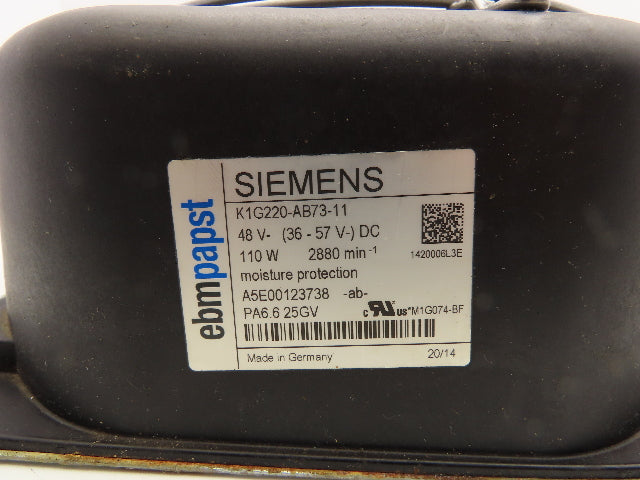 ebmpapst
SIEMENS
K1G220-AB73-11
48 V- (36 - 57 V-) DC
110 W 2880 min⁻¹
1420006L3E
moisture protection
A5E00123738 -ab-
PA6.6 25GV c RU us *M1G074-BF
Made in Germany 20/14